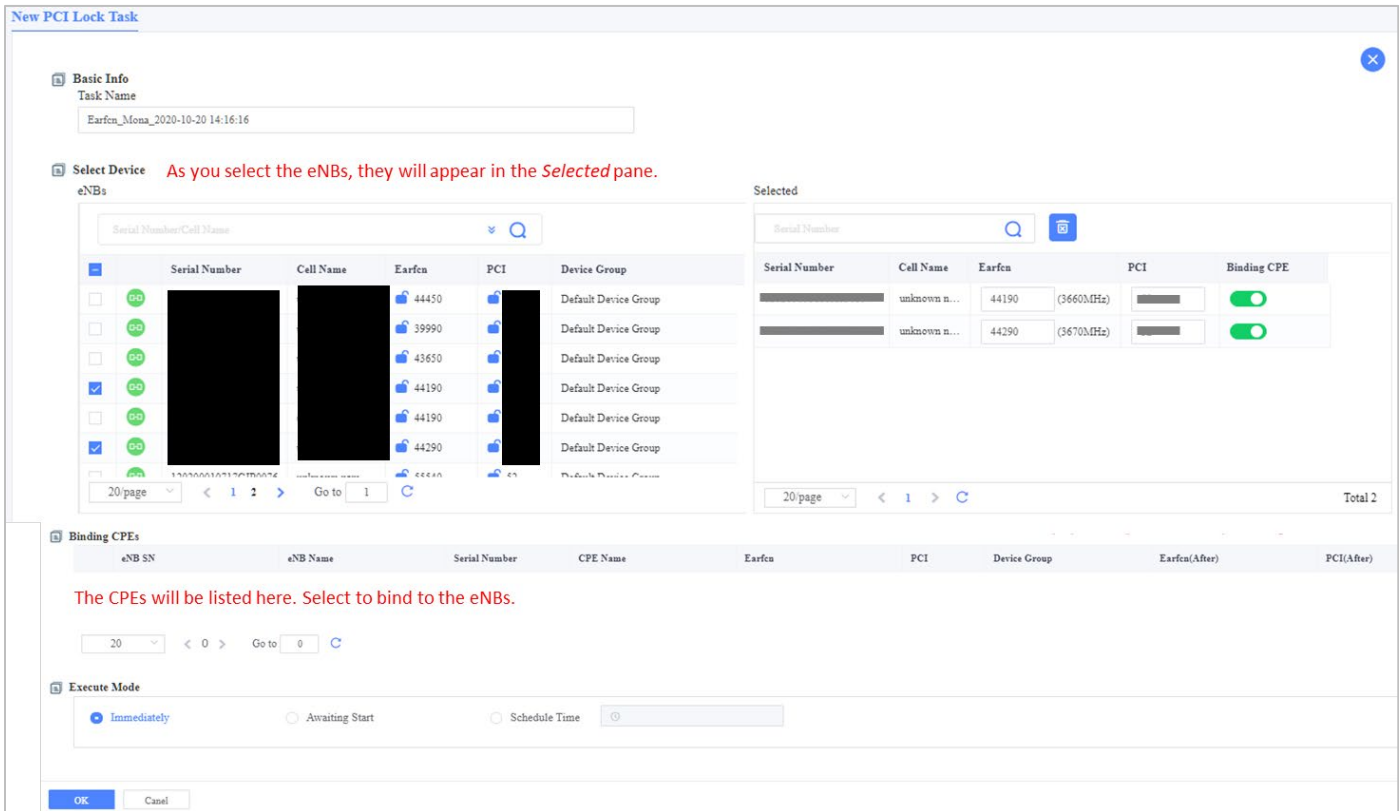 New PCI Lock Task
Basic Info
Task Name
Earfcn_Mona_2020-10-20 14:16:16
Select Device As you select the eNBs, they will appear in the Selected pane.
eNBs
Serial Number/Cell Name
Serial Number Cell Name Earfcn PCI Device Group
44450 Default Device Group
39990 Default Device Group
43650 Default Device Group
44190 Default Device Group
44190 Default Device Group
44290 Default Device Group
20/page < 1 2 > Go to 1
Selected
Serial Number
Serial Number Cell Name Earfcn PCI Binding CPE
unknown n... 44190 (3660MHz)
unknown n... 44290 (3670MHz)
20/page < 1 > Total 2
Binding CPEs
eNB SN eNB Name Serial Number CPE Name Earfcn PCI Device Group Earfcn(After) PCI(After)
The CPEs will be listed here. Select to bind to the eNBs.
20 < 0 > Go to 0
Execute Mode
Immediately Awaiting Start Schedule Time
OK Canel